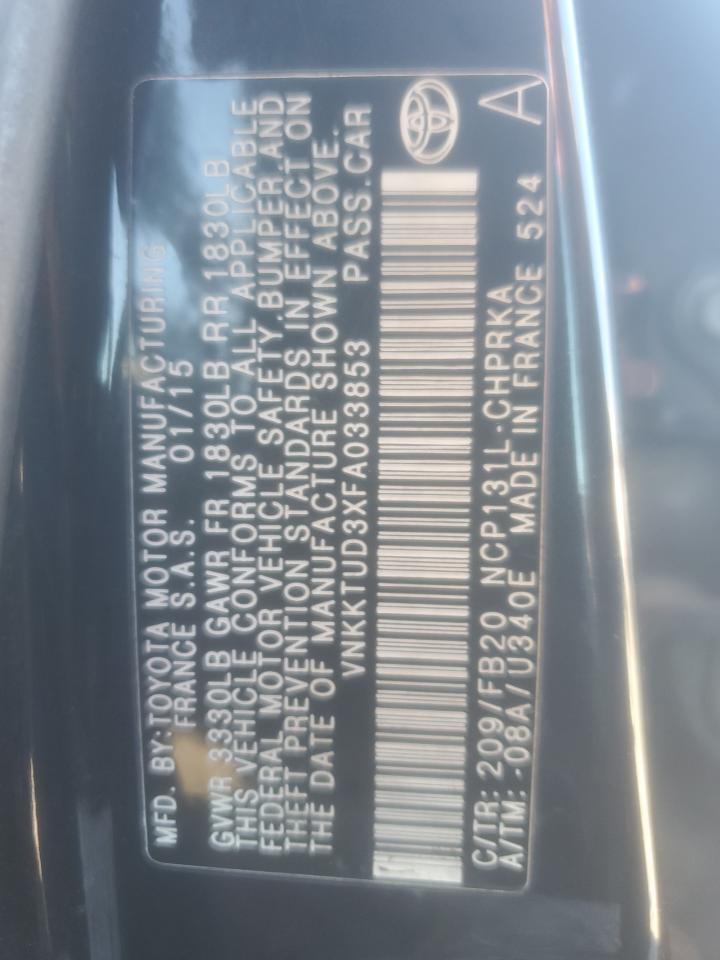 MFD. BY:TOYOTA MOTOR MANUFACTURING
FRANCE S.A.S. 01/15
GVWR 3330LB GAWR FR 1830LB RR 1830LB
THIS VEHICLE CONFORMS TO ALL APPLICABLE
FEDERAL MOTOR VEHICLE SAFETY,BUMPER,AND
THEFT PREVENTION STANDARDS IN EFFECT ON
THE DATE OF MANUFACTURE SHOWN ABOVE.
VNKKTUD3XFA033853 PASS.CAR
C/TR: 209/FB20 NCP131L-CHPRKA
A/TM: -08A/U340E MADE IN FRANCE 524
A